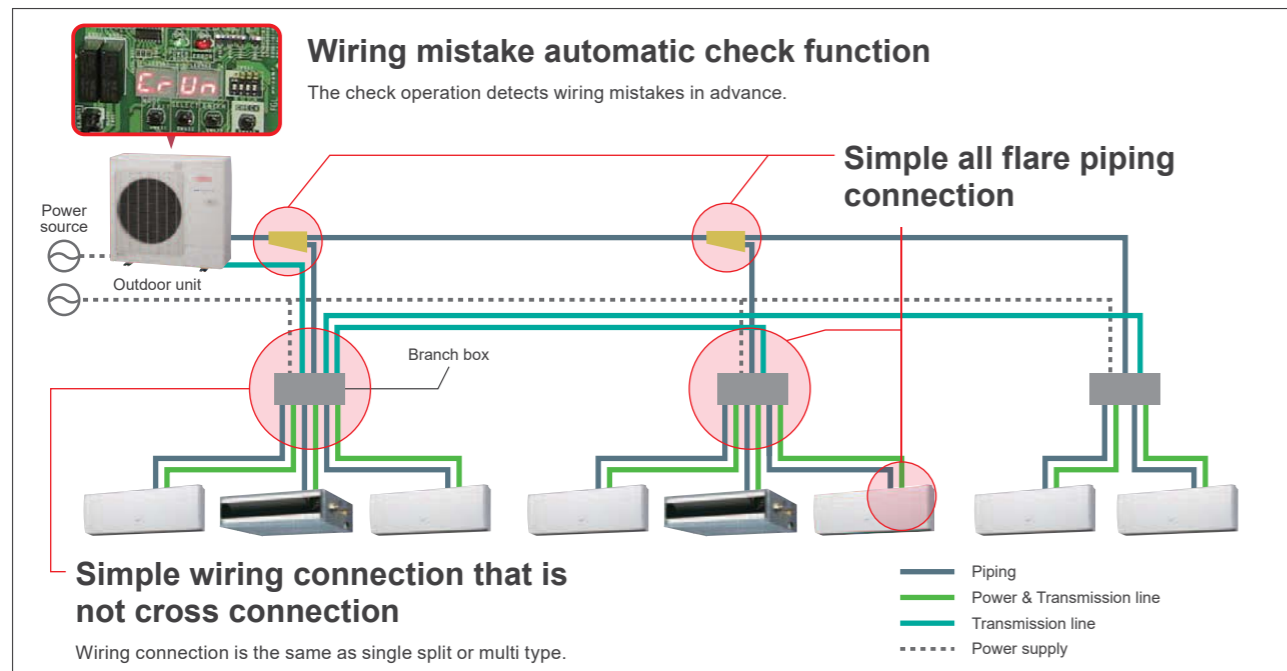 CrUn
Wiring mistake automatic check function
The check operation detects wiring mistakes in advance.
Simple all flare piping
connection
Power
source
Outdoor unit
Branch box
Simple wiring connection that is
not cross connection
Wiring connection is the same as single split or multi type.
Piping
Power & Transmission line
Transmission line
Power supply